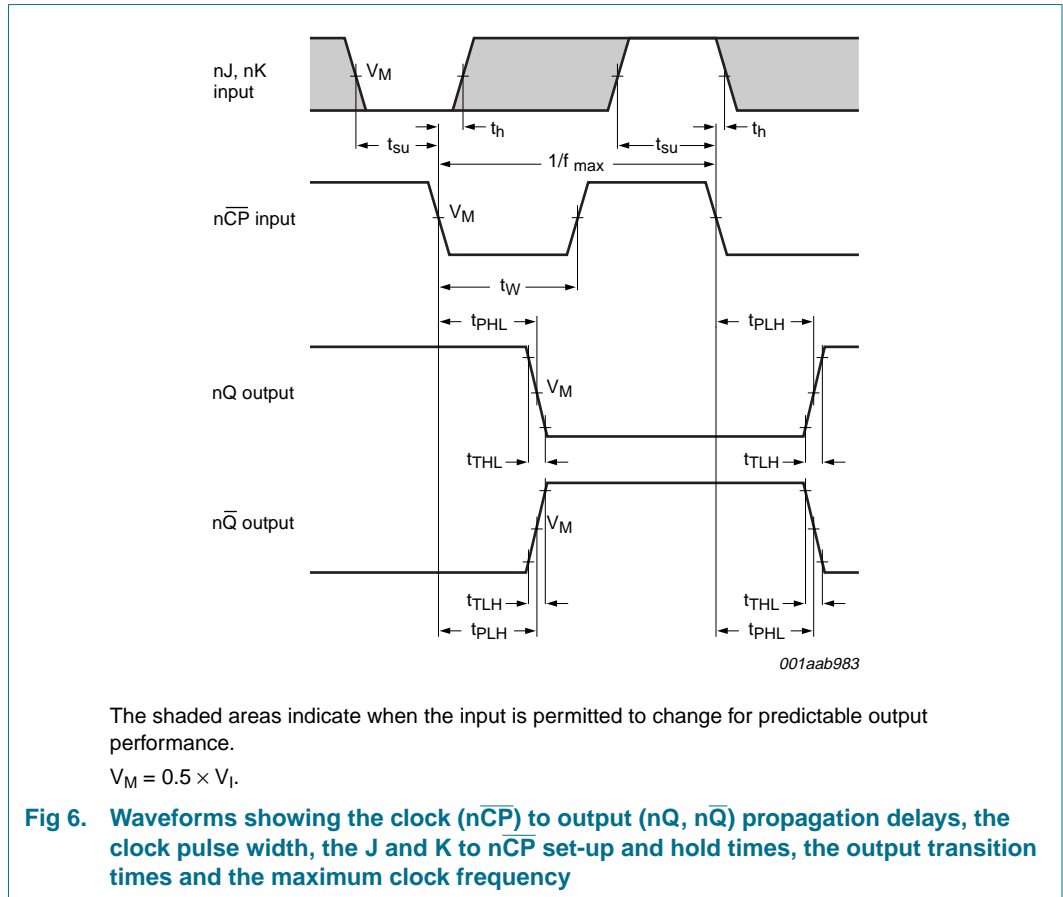 nJ, nK
input
VM
th
tsu
tsu
th
1/f max
nC̅P̅ input
VM
tW
tPHL
tPLH
nQ output
VM
tTHL
tTLH
nQ̅ output
VM
tTLH
tTHL
tPLH
tPHL
001aab983
The shaded areas indicate when the input is permitted to change for predictable output
performance.
VM = 0.5 × VI.
Fig 6. Waveforms showing the clock (nC̅P̅) to output (nQ, nQ̅) propagation delays, the
clock pulse width, the J and K to nC̅P̅ set-up and hold times, the output transition
times and the maximum clock frequency